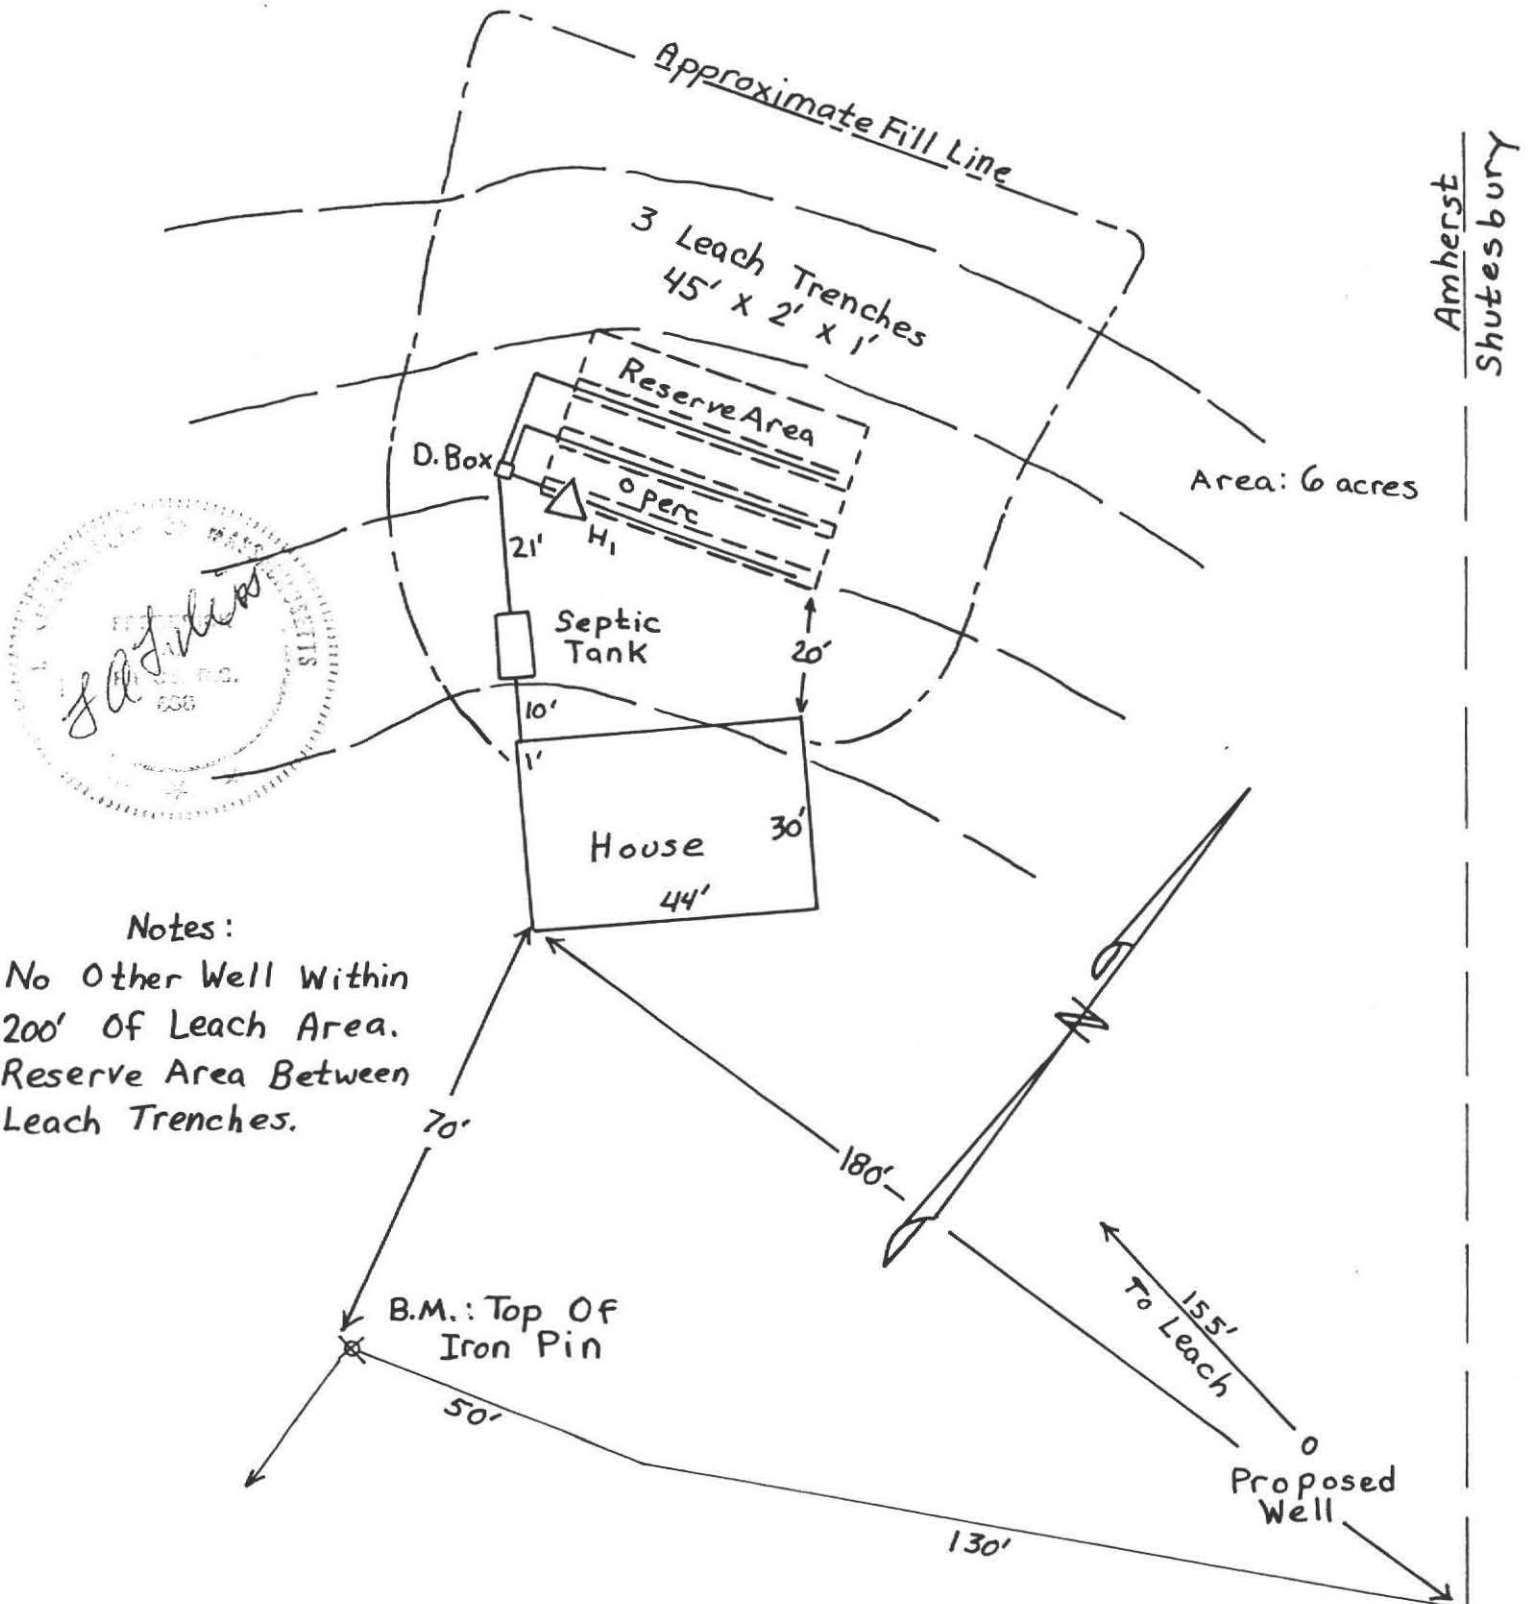 Approximate Fill Line
3 Leach Trenches
45' x 2' x 1'
Amherst
Shutesbury
Reserve Area
D. Box
perc
H1
Area: 6 acres
21'
Septic
Tank
20'
10'
1'
House
30'
44'
Notes:
No Other Well Within
200' Of Leach Area.
Reserve Area Between
Leach Trenches.
N
70'
180'
155'
To Leach
B.M.: Top Of
Iron Pin
50'
Proposed
Well
130'